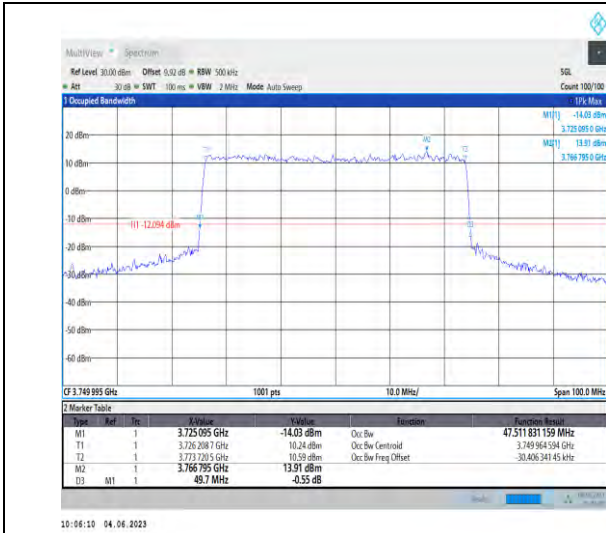 MultiView Spectrum
Ref Level 30.00 dBm Offset 9.92 dB RBW 500 kHz SGL
Att 30 dB SWT 100 ms VBW 2 MHz Mode Auto Sweep Count 100/100
1 Occupied Bandwidth 1Pk Max
M1[1] -14.03 dBm
3.725 095 0 GHz
M2[1] 13.91 dBm
3.766 795 0 GHz
20 dBm
10 dBm
0 dBm
-10 dBm
H1 -12.094 dBm
-20 dBm
-30 dBm
-40 dBm
-50 dBm
-60 dBm
T1
M2
T2
CF 3.749 995 GHz 1001 pts 10.0 MHz/ Span 100.0 MHz
2 Marker Table
Type Ref Trc X-Value Y-Value Function Function Result
M1 1 3.725 095 GHz -14.03 dBm Occ Bw 47.511 831 159 MHz
T1 1 3.726 208 7 GHz 10.24 dBm Occ Bw Centroid 3.749 964 594 GHz
T2 1 3.773 720 5 GHz 10.59 dBm Occ Bw Freq Offset -30.406 341 45 kHz
M2 1 3.766 795 GHz 13.91 dBm
D3 M1 1 49.7 MHz -0.55 dB
10:06:10 04.06.2023